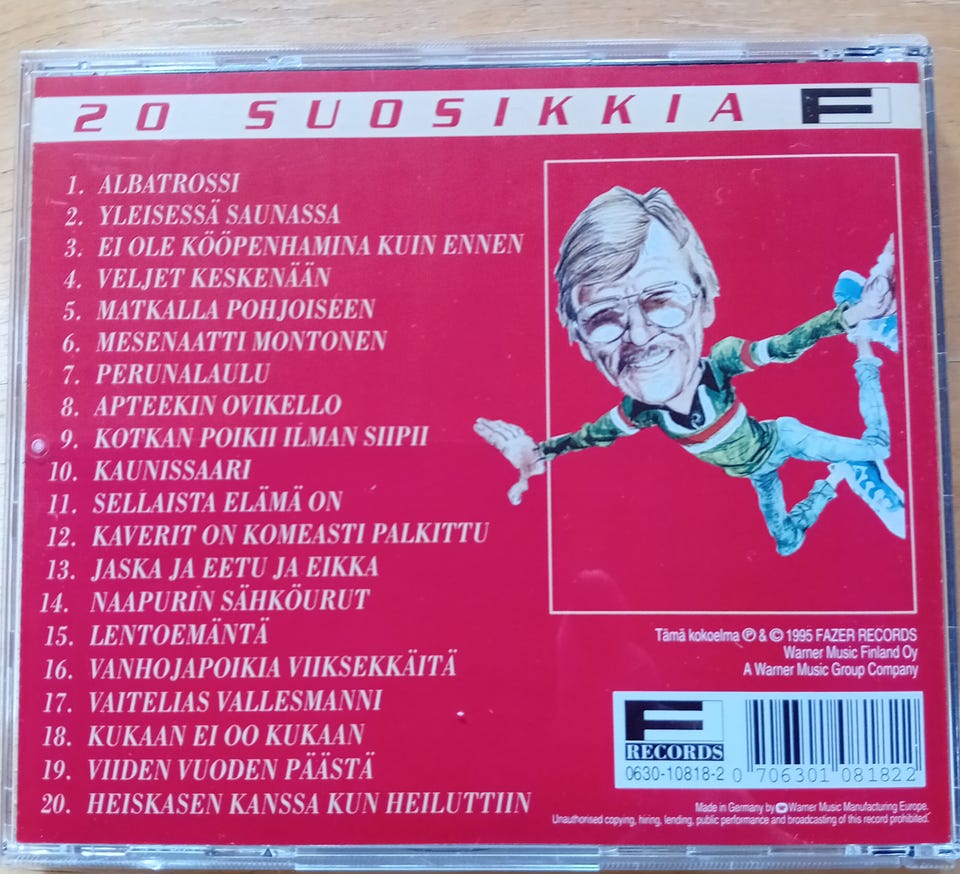 20 SUOSIKKIA F
1. ALBATROSSI
2. YLEISESSÄ SAUNASSA
3. EI OLE KÖÖPENHAMINA KUIN ENNEN
4. VELJET KESKENÄÄN
5. MATKALLA POHJOISEEN
6. MESENAATTI MONTONEN
7. PERUNALAULU
8. APTEEKIN OVIKELLO
9. KOTKAN POIKII ILMAN SIIPII
10. KAUNISSAARI
11. SELLAISTA ELÄMÄ ON
12. KAVERIT ON KOMEASTI PALKITTU
13. JASKA JA EETU JA EIKKA
14. NAAPURIN SÄHKÖURUT
15. LENTOEMÄNTÄ
16. VANHOJAPOIKIA VIIKSEKKÄITÄ
17. VAITELIAS VALLESMANNI
18. KUKAAN EI OO KUKAAN
19. VIIDEN VUODEN PÄÄSTÄ
20. HEISKASEN KANSSA KUN HEILUTTIIN
Tämä kokoelma ℗ & © 1995 FAZER RECORDS
Warner Music Finland Oy
A Warner Music Group Company
F
RECORDS
0630-10818-2 0 706301 081822
Made in Germany by Warner Music Manufacturing Europe.
Unauthorised copying, hiring, lending, public performance and broadcasting of this record prohibited.